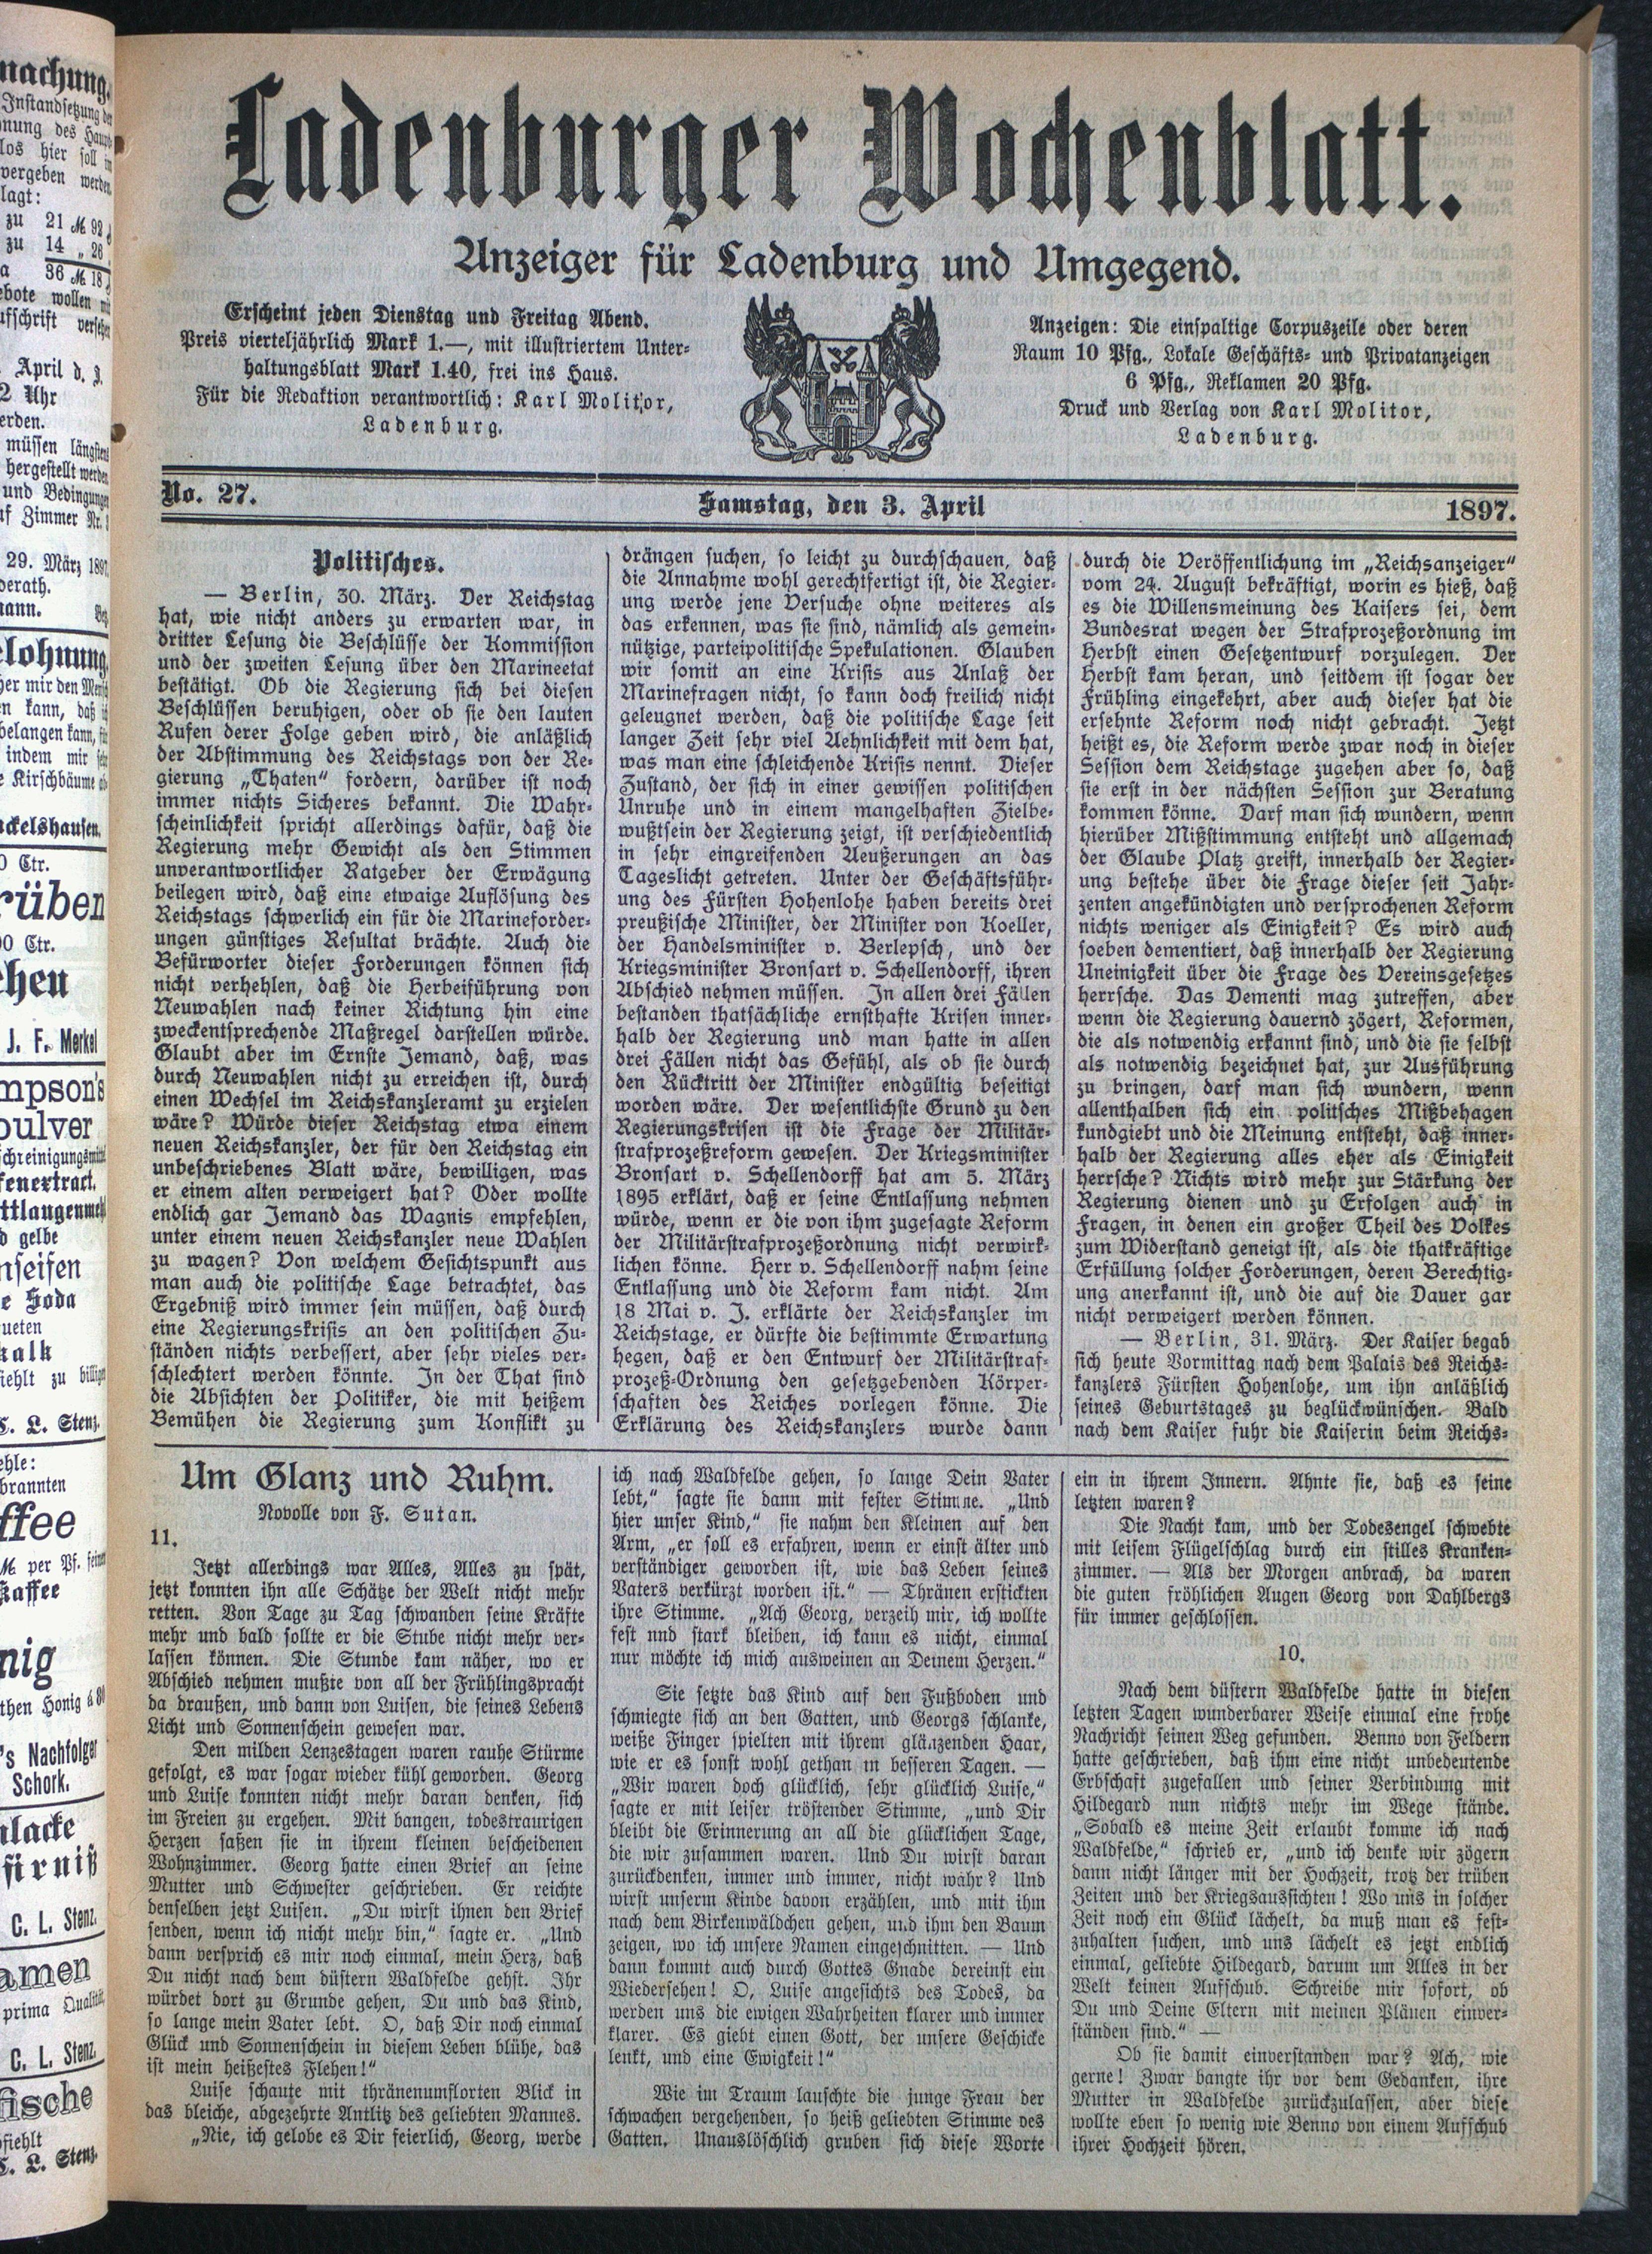 Ladenburger Wochenblatt.
Anzeiger für Ladenburg und Umgegend.
Erscheint jeden Dienstag und Freitag Abend.
Preis vierteljährlich Mark 1.—, mit illustriertem Unter-
haltungsblatt Mark 1.40, frei ins Haus.
Für die Redaktion verantwortlich: Karl Molitor,
Ladenburg.
Anzeigen: Die einspaltige Corpuszeile oder deren
Raum 10 Pfg., Lokale Geschäfts- und Privatanzeigen
6 Pfg., Reklamen 20 Pfg.
Druck und Verlag von Karl Molitor,
Ladenburg.
No. 27.
Samstag, den 3. April
1897.
Politisches.
— Berlin, 30. März. Der Reichstag
hat, wie nicht anders zu erwarten war, in
dritter Lesung die Beschlüsse der Kommission
und der zweiten Lesung über den Marineetat
bestätigt. Ob die Regierung sich bei diesen
Beschlüssen beruhigen, oder ob sie den lauten
Rufen derer Folge geben wird, die anläßlich
der Abstimmung des Reichstags von der Re-
gierung „Thaten“ fordern, darüber ist noch
immer nichts Sicheres bekannt. Die Wahr-
scheinlichkeit spricht allerdings dafür, daß die
Regierung mehr Gewicht als den Stimmen
unverantwortlicher Ratgeber der Erwägung
beilegen wird, daß eine etwaige Auflösung des
Reichstags schwerlich ein für die Marineforder-
ungen günstiges Resultat brächte. Auch die
Befürworter dieser Forderungen können sich
nicht verhehlen, daß die Herbeiführung von
Neuwahlen nach keiner Richtung hin eine
zweckentsprechende Maßregel darstellen würde.
Glaubt aber im Ernste Jemand, daß, was
durch Neuwahlen nicht zu erreichen ist, durch
einen Wechsel im Reichskanzleramt zu erzielen
wäre? Würde dieser Reichstag etwa einem
neuen Reichskanzler, der für den Reichstag ein
unbeschriebenes Blatt wäre, bewilligen, was
er einem alten verweigert hat? Oder wollte
endlich gar Jemand das Wagnis empfehlen,
unter einem neuen Reichskanzler neue Wahlen
zu wagen? Von welchem Gesichtspunkt aus
man auch die politische Lage betrachtet, das
Ergebniß wird immer sein müssen, daß durch
eine Regierungskrisis an den politischen Zu-
ständen nichts verbessert, aber sehr vieles ver-
schlechtert werden könnte. In der That sind
die Absichten der Politiker, die mit heißem
Bemühen die Regierung zum Konflikt zu
drängen suchen, so leicht zu durchschauen, daß
die Annahme wohl gerechtfertigt ist, die Regier-
ung werde jene Versuche ohne weiteres als
das erkennen, was sie sind, nämlich als gemein-
nützige, parteipolitische Spekulationen. Glauben
wir somit an eine Krisis aus Anlaß der
Marinefragen nicht, so kann doch freilich nicht
geleugnet werden, daß die politische Lage seit
langer Zeit sehr viel Aehnlichkeit mit dem hat,
was man eine schleichende Krisis nennt. Dieser
Zustand, der sich in einer gewissen politischen
Unruhe und in einem mangelhaften Zielbe-
wußtsein der Regierung zeigt, ist verschiedentlich
in sehr eingreifenden Aeußerungen an das
Tageslicht getreten. Unter der Geschäftsführ-
ung des Fürsten Hohenlohe haben bereits drei
preußische Minister, der Minister von Koeller,
der Handelsminister v. Berlepsch, und der
Kriegsminister Bronsart v. Schellendorff, ihren
Abschied nehmen müssen. In allen drei Fällen
bestanden thatsächliche ernsthafte Krisen inner-
halb der Regierung und man hatte in allen
drei Fällen nicht das Gefühl, als ob sie durch
den Rücktritt der Minister endgültig beseitigt
worden wäre. Der wesentlichste Grund zu den
Regierungskrisen ist die Frage der Militär-
strafprozeßreform gewesen. Der Kriegsminister
Bronsart v. Schellendorff hat am 5. März
1895 erklärt, daß er seine Entlassung nehmen
würde, wenn er die von ihm zugesagte Reform
der Militärstrafprozeßordnung nicht verwirk-
lichen könne. Herr v. Schellendorff nahm seine
Entlassung und die Reform kam nicht. Am
18 Mai v. J. erklärte der Reichskanzler im
Reichstage, er dürfte die bestimmte Erwartung
hegen, daß er den Entwurf der Militärstraf-
prozeß-Ordnung den gesetzgebenden Körper-
schaften des Reiches vorlegen könne. Die
Erklärung des Reichskanzlers wurde dann
durch die Veröffentlichung im „Reichsanzeiger“
vom 24. August bekräftigt, worin es hieß, daß
es die Willensmeinung des Kaisers sei, dem
Bundesrat wegen der Strafprozeßordnung im
Herbst einen Gesetzentwurf vorzulegen. Der
Herbst kam heran, und seitdem ist sogar der
Frühling eingekehrt, aber auch dieser hat die
ersehnte Reform noch nicht gebracht. Jetzt
heißt es, die Reform werde zwar noch in dieser
Session dem Reichstage zugehen aber so, daß
sie erst in der nächsten Session zur Beratung
kommen könne. Darf man sich wundern, wenn
hierüber Mißstimmung entsteht und allgemach
der Glaube Platz greift, innerhalb der Regier-
ung bestehe über die Frage dieser seit Jahr-
zenten angekündigten und versprochenen Reform
nichts weniger als Einigkeit? Es wird auch
soeben dementiert, daß innerhalb der Regierung
Uneinigkeit über die Frage des Vereinsgesetzes
herrsche. Das Dementi mag zutreffen, aber
wenn die Regierung dauernd zögert, Reformen,
die als notwendig erkannt sind, und die sie selbst
als notwendig bezeichnet hat, zur Ausführung
zu bringen, darf man sich wundern, wenn
allenthalben sich ein politsches Mißbehagen
kundgiebt und die Meinung entsteht, daß inner-
halb der Regierung alles eher als Einigkeit
herrsche? Nichts wird mehr zur Stärkung der
Regierung dienen und zu Erfolgen auch in
Fragen, in denen ein großer Theil des Volkes
zum Widerstand geneigt ist, als die thatkräftige
Erfüllung solcher Forderungen, deren Berechtig-
ung anerkannt ist, und die auf die Dauer gar
nicht verweigert werden können.
— Berlin, 31. März. Der Kaiser begab
sich heute Vormittag nach dem Palais des Reichs-
kanzlers Fürsten Hohenlohe, um ihn anläßlich
seines Geburtstages zu beglückwünschen. Bald
nach dem Kaiser fuhr die Kaiserin beim Reichs-
Um Glanz und Ruhm.
Novolle von F. Sutan.
11.
Jetzt allerdings war Alles, Alles zu spät,
jetzt konnten ihn alle Schätze der Welt nicht mehr
retten. Von Tage zu Tag schwanden seine Kräfte
mehr und bald sollte er die Stube nicht mehr ver-
lassen können. Die Stunde kam näher, wo er
Abschied nehmen mußte von all der Frühlingspracht
da draußen, und dann von Luisen, die seines Lebens
Licht und Sonnenschein gewesen war.
Den milden Lenzestagen waren rauhe Stürme
gefolgt, es war sogar wieder kühl geworden. Georg
und Luise konnten nicht mehr daran denken, sich
im Freien zu ergehen. Mit bangen, todestraurigen
Herzen saßen sie in ihrem kleinen bescheidenen
Wohnzimmer. Georg hatte einen Brief an seine
Mutter und Schwester geschrieben. Er reichte
denselben jetzt Luisen. „Du wirst ihnen den Brief
senden, wenn ich nicht mehr bin,“ sagte er. „Und
dann versprich es mir noch einmal, mein Herz, daß
Du nicht nach dem düstern Waldfelde gehst. Ihr
würdet dort zu Grunde gehen, Du und das Kind,
so lange mein Vater lebt. O, daß Dir noch einmal
Glück und Sonnenschein in diesem Leben blühe, das
ist mein heißestes Flehen!“
Luise schaute mit thränenumflorten Blick in
das bleiche, abgezehrte Antlitz des geliebten Mannes.
„Nie, ich gelobe es Dir feierlich, Georg, werde
ich nach Waldfelde gehen, so lange Dein Vater
lebt,“ sagte sie dann mit fester Stimme. „Und
hier unser Kind,“ sie nahm den Kleinen auf den
Arm, „er soll es erfahren, wenn er einst älter und
verständiger geworden ist, wie das Leben seines
Vaters verkürzt worden ist.“ — Thränen erstickten
ihre Stimme. „Ach Georg, verzeih mir, ich wollte
fest nnd stark bleiben, ich kann es nicht, einmal
nur möchte ich mich ausweinen an Deinem Herzen.“
Sie setzte das Kind auf den Fußboden und
schmiegte sich an den Gatten, und Georgs schlanke,
weiße Finger spielten mit ihrem glänzenden Haar,
wie er es sonst wohl gethan in besseren Tagen. —
„Wir waren doch glücklich, sehr glücklich Luise,“
sagte er mit leiser tröstender Stimme, „und Dir
bleibt die Erinnerung an all die glücklichen Tage,
die wir zusammen waren. Und Du wirst daran
zurückdenken, immer und immer, nicht wahr? Und
wirst unserm Kinde davon erzählen, und mit ihm
nach dem Birkenwäldchen gehen, und ihm den Baum
zeigen, wo ich unsere Namen eingeschnitten. — Und
dann kommt auch durch Gottes Gnade dereinst ein
Wiedersehen! O, Luise angesichts des Todes, da
werden uns die ewigen Wahrheiten klarer und immer
klarer. Es giebt einen Gott, der unsere Geschicke
lenkt, und eine Ewigkeit!“
Wie im Traum lauschte die junge Frau der
schwachen vergehenden, so heiß geliebten Stimme des
Gatten. Unauslöschlich gruben sich diese Worte
ein in ihrem Innern. Ahnte sie, daß es seine
letzten waren?
Die Nacht kam, und der Todesengel schwebte
mit leisem Flügelschlag durch ein stilles Kranken-
zimmer. — Als der Morgen anbrach, da waren
die guten fröhlichen Augen Georg von Dahlbergs
für immer geschlossen.
10.
Nach dem düstern Waldfelde hatte in diesen
letzten Tagen wunderbarer Weise einmal eine frohe
Nachricht seinen Weg gefunden. Benno von Feldern
hatte geschrieben, daß ihm eine nicht unbedeutende
Erbschaft zugefallen und seiner Verbindung mit
Hildegard nun nichts mehr im Wege stände.
„Sobald es meine Zeit erlaubt komme ich nach
Waldfelde,“ schrieb er, „und ich denke wir zögern
dann nicht länger mit der Hochzeit, trotz der trüben
Zeiten und der Kriegsaussichten! Wo uns in solcher
Zeit noch ein Glück lächelt, da muß man es fest-
zuhalten suchen, und uns lächelt es jetzt endlich
einmal, geliebte Hildegard, darum um Alles in der
Welt keinen Aufschub. Schreibe mir sofort, ob
Du und Deine Eltern mit meinen Plänen einver-
ständen sind.“ —
Ob sie damit einverstanden war? Ach, wie
gerne! Zwar bangte ihr vor dem Gedanken, ihre
Mutter in Waldfelde zurückzulassen, aber diese
wollte eben so wenig wie Benno von einem Aufschub
ihrer Hochzeit hören.